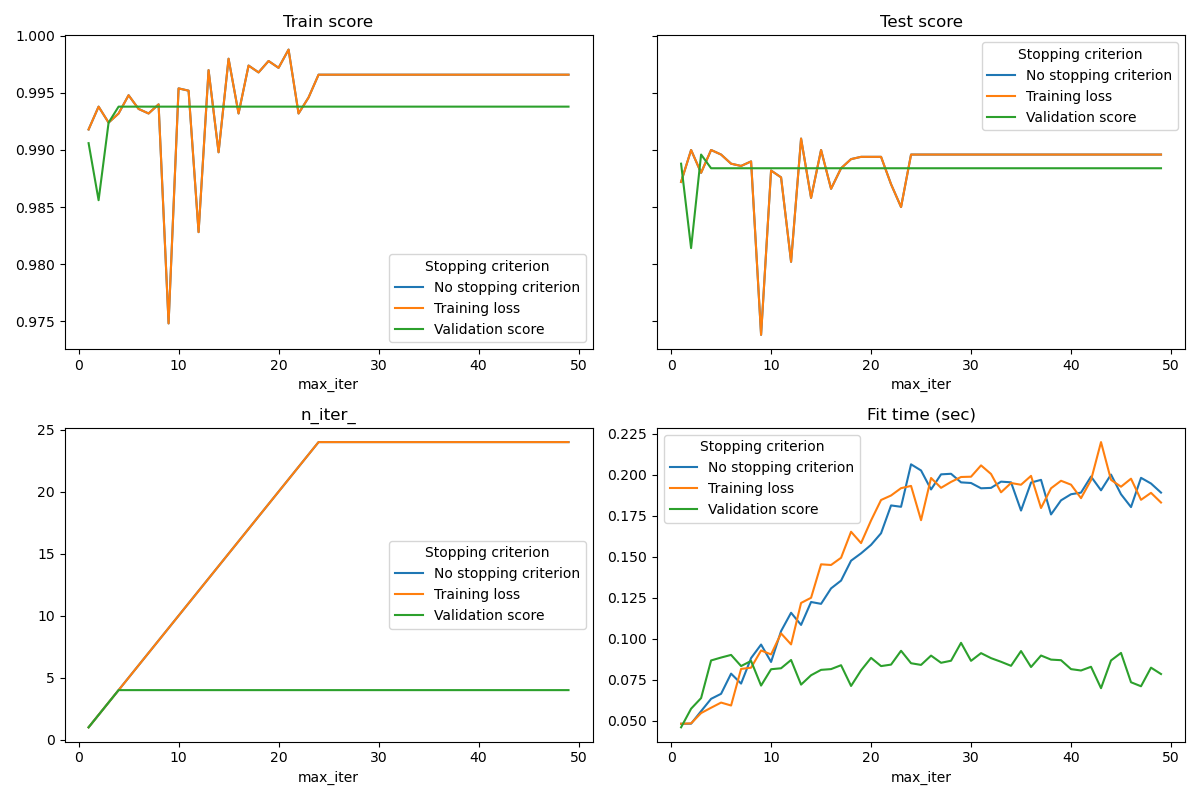 Train score
1.000
0.995
0.990
0.985
0.980
0.975
Stopping criterion
No stopping criterion
Training loss
Validation score
0 10 20 30 40 50
max_iter
Test score
Stopping criterion
No stopping criterion
Training loss
Validation score
0 10 20 30 40 50
max_iter
n_iter_
25
20
15
10
5
0
Stopping criterion
No stopping criterion
Training loss
Validation score
0 10 20 30 40 50
max_iter
Fit time (sec)
0.225
0.200
0.175
0.150
0.125
0.100
0.075
0.050
Stopping criterion
No stopping criterion
Training loss
Validation score
0 10 20 30 40 50
max_iter